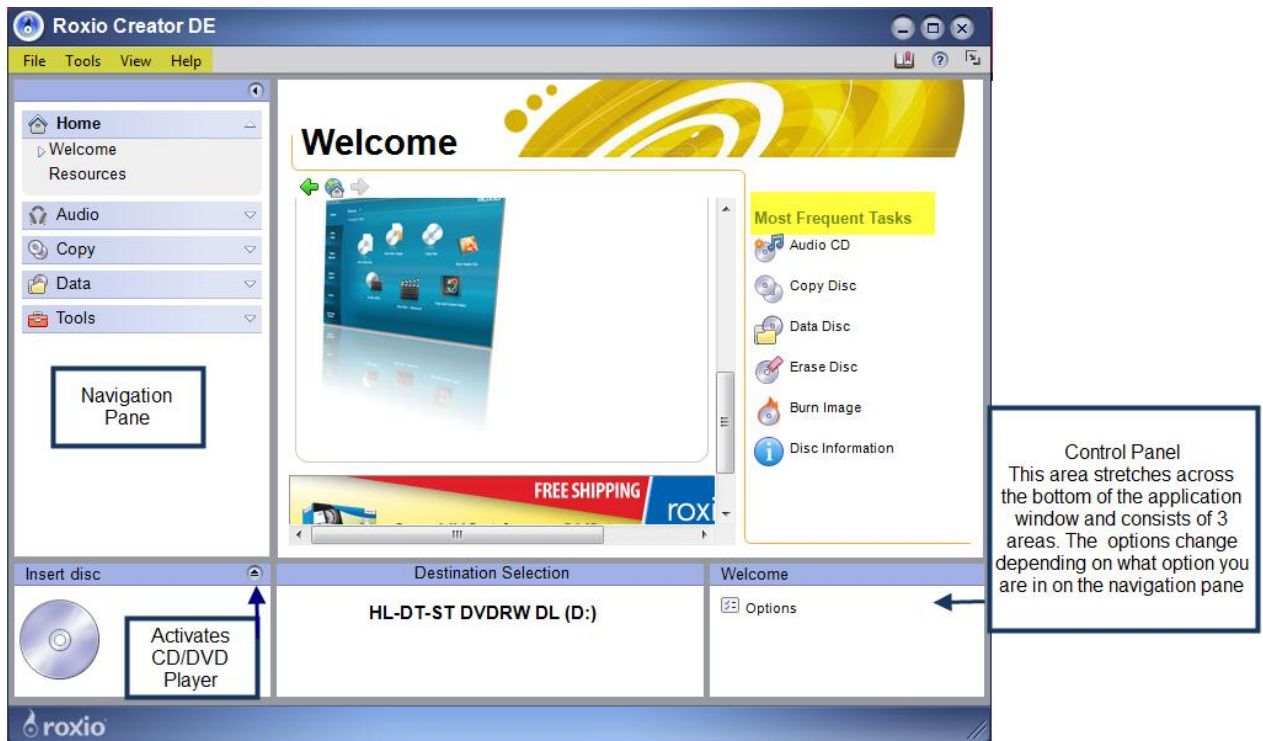 Roxio Creator DE
File Tools View Help
Home
Welcome
Resources
Audio
Copy
Data
Tools
Navigation
Pane
Welcome
Most Frequent Tasks
Audio CD
Copy Disc
Data Disc
Erase Disc
Burn Image
Disc Information
FREE SHIPPING
roxi
Control Panel
This area stretches across
the bottom of the application
window and consists of 3
areas. The options change
depending on what option you
are in on the navigation pane
Insert disc
Activates
CD/DVD
Player
Destination Selection
HL-DT-ST DVDRW DL (D:)
Welcome
Options
roxio